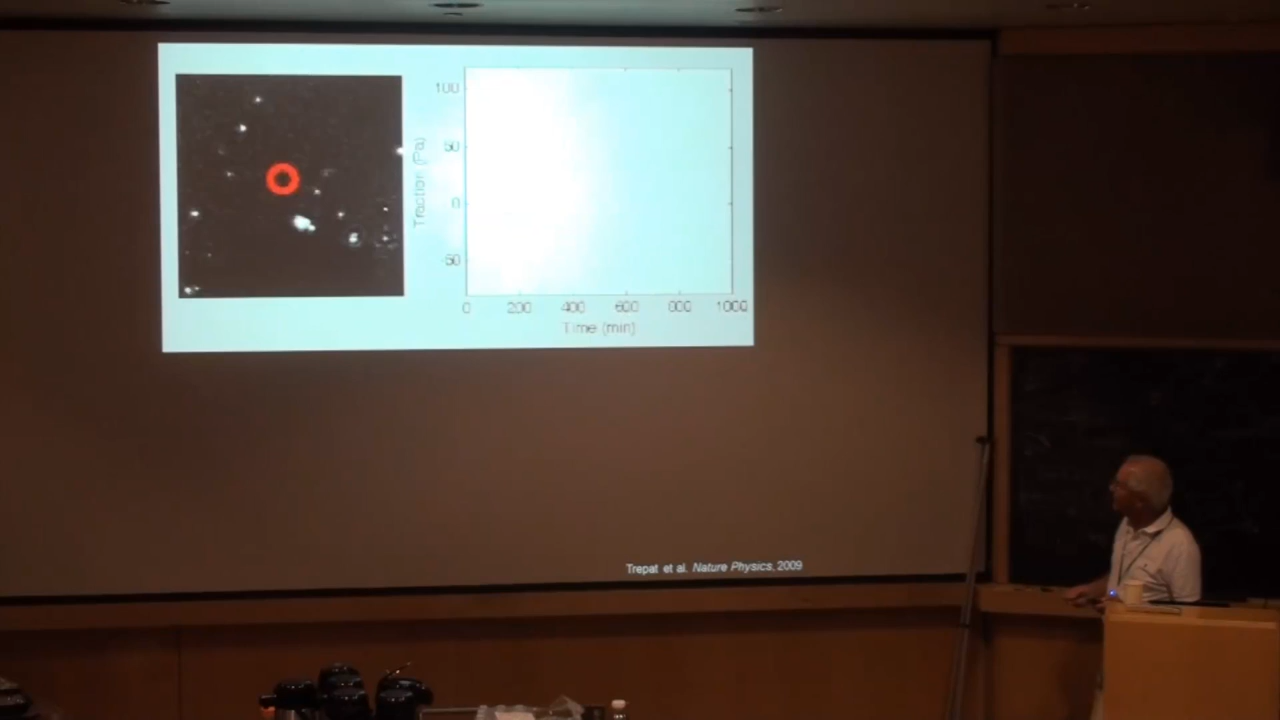 100
50
0
-50
Traction (Pa)
0 200 400 600 800 1000
Time (min)
Trepat et al. Nature Physics, 2009